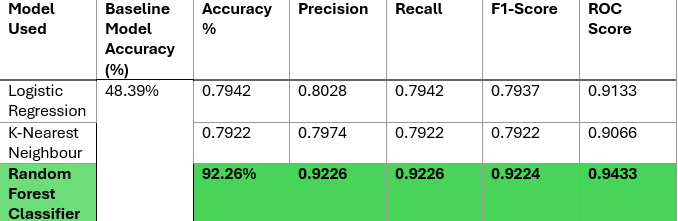 Model Used | Baseline Model Accuracy (%) | Accuracy % | Precision | Recall | F1-Score | ROC Score
Logistic Regression | 48.39% | 0.7942 | 0.8028 | 0.7942 | 0.7937 | 0.9133
K-Nearest Neighbour | 0.7922 | 0.7974 | 0.7922 | 0.7922 | 0.9066
Random Forest Classifier | 92.26% | 0.9226 | 0.9226 | 0.9224 | 0.9433